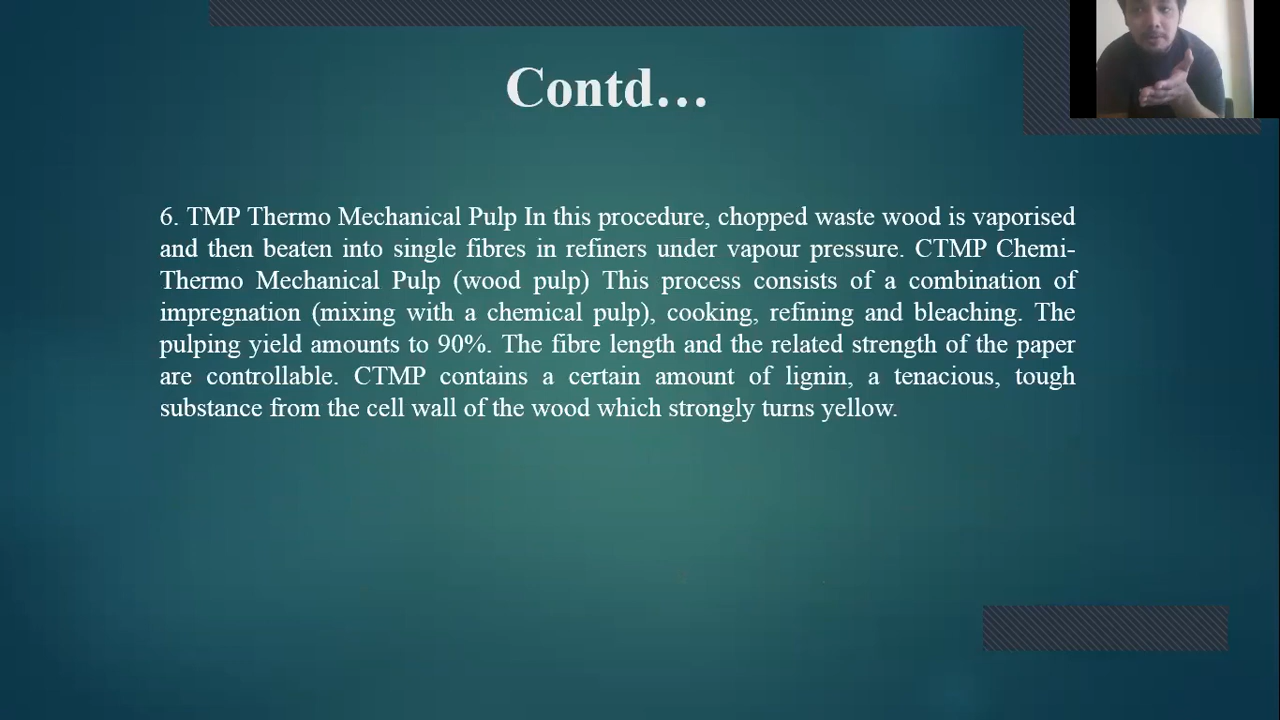 Contd…
6. TMP Thermo Mechanical Pulp In this procedure, chopped waste wood is vaporised
and then beaten into single fibres in refiners under vapour pressure. CTMP Chemi-
Thermo Mechanical Pulp (wood pulp) This process consists of a combination of
impregnation (mixing with a chemical pulp), cooking, refining and bleaching. The
pulping yield amounts to 90%. The fibre length and the related strength of the paper
are controllable. CTMP contains a certain amount of lignin, a tenacious, tough
substance from the cell wall of the wood which strongly turns yellow.